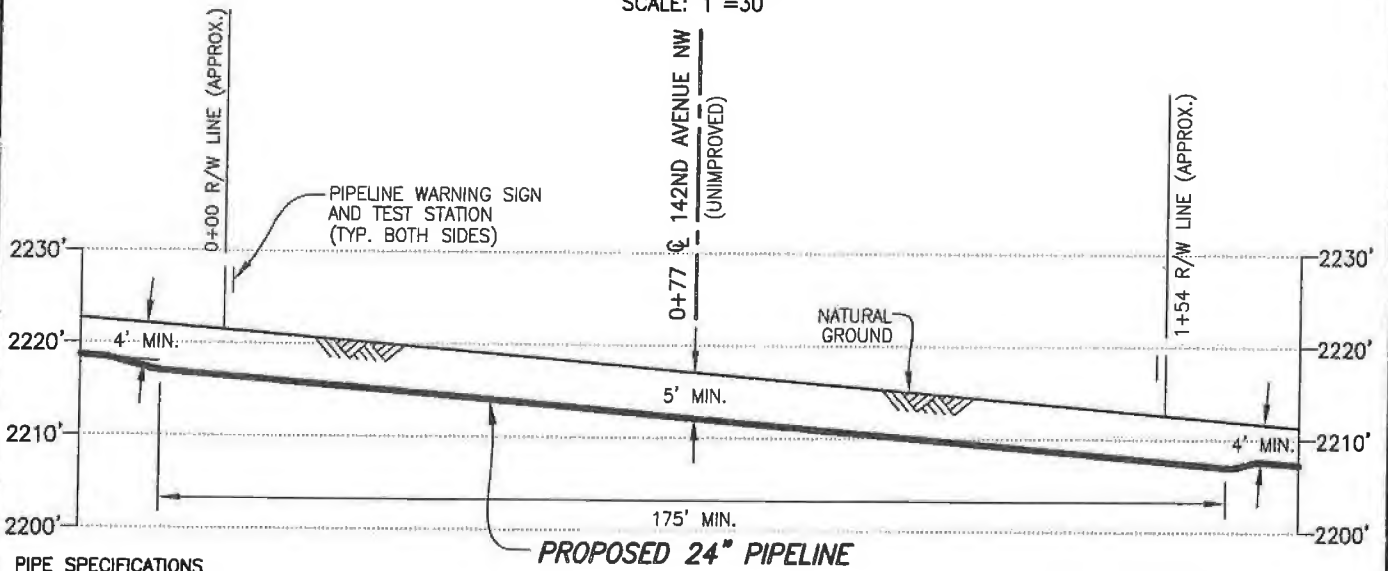 SCALE: 1"=30'
0+00 R/W LINE (APPROX.)
0+77 ℄ 142ND AVENUE NW
(UNIMPROVED)
1+54 R/W LINE (APPROX.)
PIPELINE WARNING SIGN
AND TEST STATION
(TYP. BOTH SIDES)
2230'
2230'
NATURAL
GROUND
2220'
4' MIN.
2220'
5' MIN.
2210'
4' MIN.
2210'
2200'
175' MIN.
2200'
PROPOSED 24" PIPELINE
PIPE SPECIFICATIONS